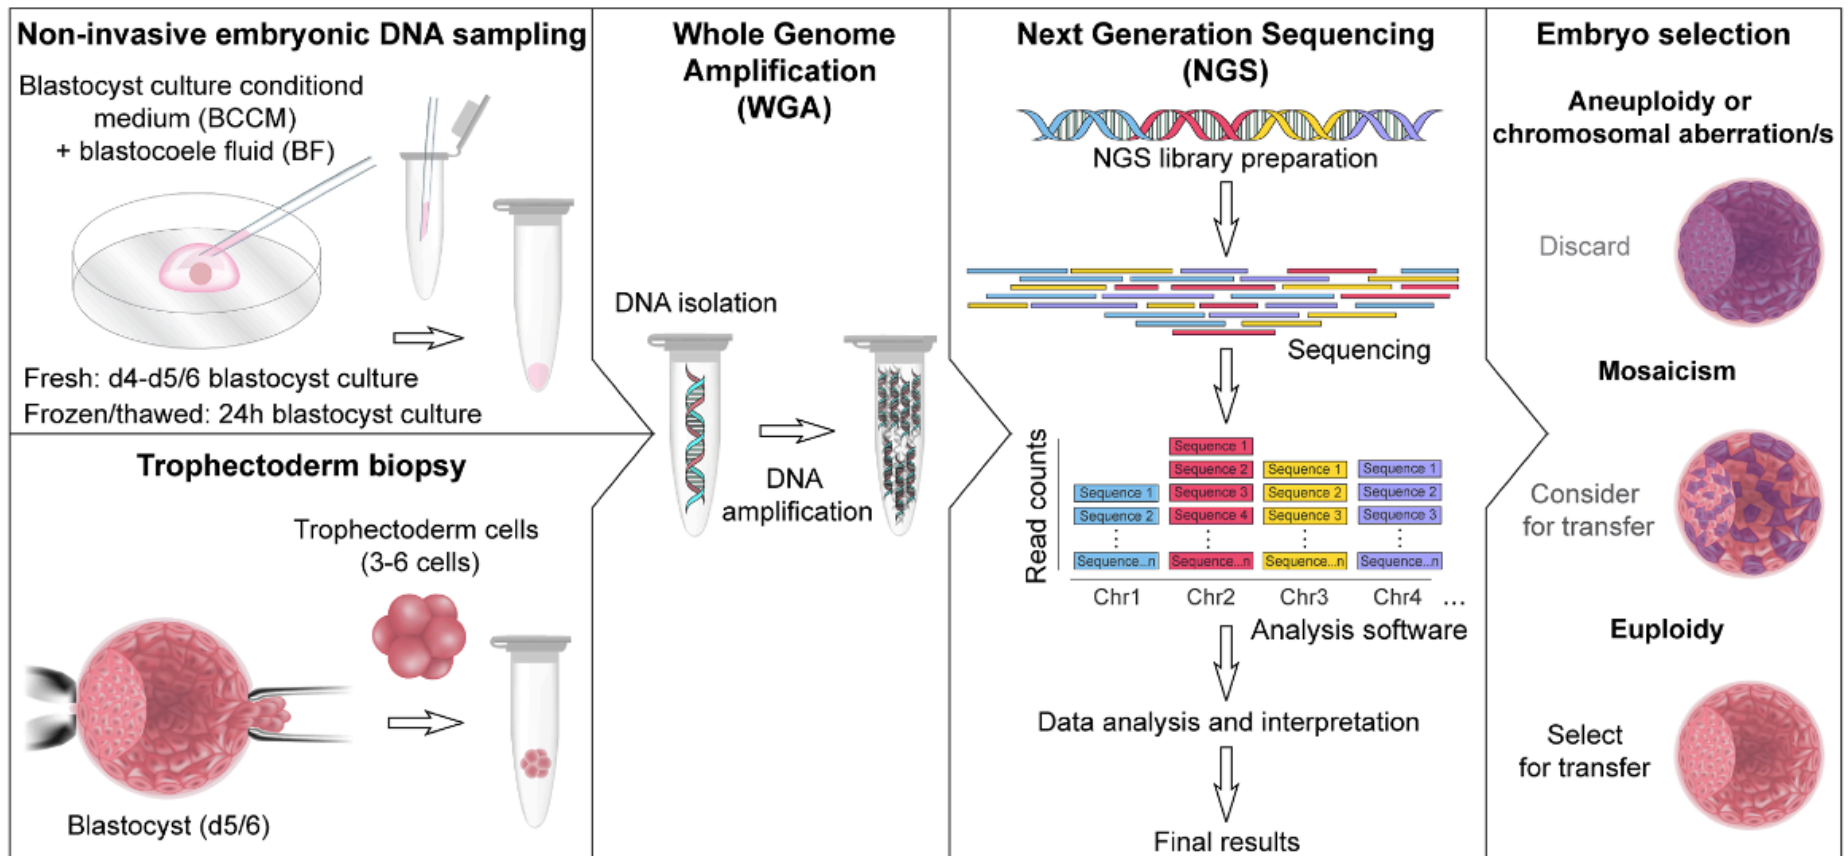 Non-invasive embryonic DNA sampling
Blastocyst culture conditiond
medium (BCCM)
+ blastocoele fluid (BF)
Fresh: d4-d5/6 blastocyst culture
Frozen/thawed: 24h blastocyst culture
Trophectoderm biopsy
Trophectoderm cells
(3-6 cells)
Blastocyst (d5/6)
Whole Genome
Amplification
(WGA)
DNA isolation
DNA
amplification
Next Generation Sequencing
(NGS)
NGS library preparation
Sequencing
Read counts
Sequence 1
Sequence 2 Sequence 1 Sequence 1
Sequence 1 Sequence 3 Sequence 2 Sequence 2
Sequence 2 Sequence 4 Sequence 3 Sequence 3
Sequence...n Sequence...n Sequence...n Sequence...n
Chr1 Chr2 Chr3 Chr4 ...
Analysis software
Data analysis and interpretation
Final results
Embryo selection
Aneuploidy or
chromosomal aberration/s
Discard
Mosaicism
Consider
for transfer
Euploidy
Select
for transfer